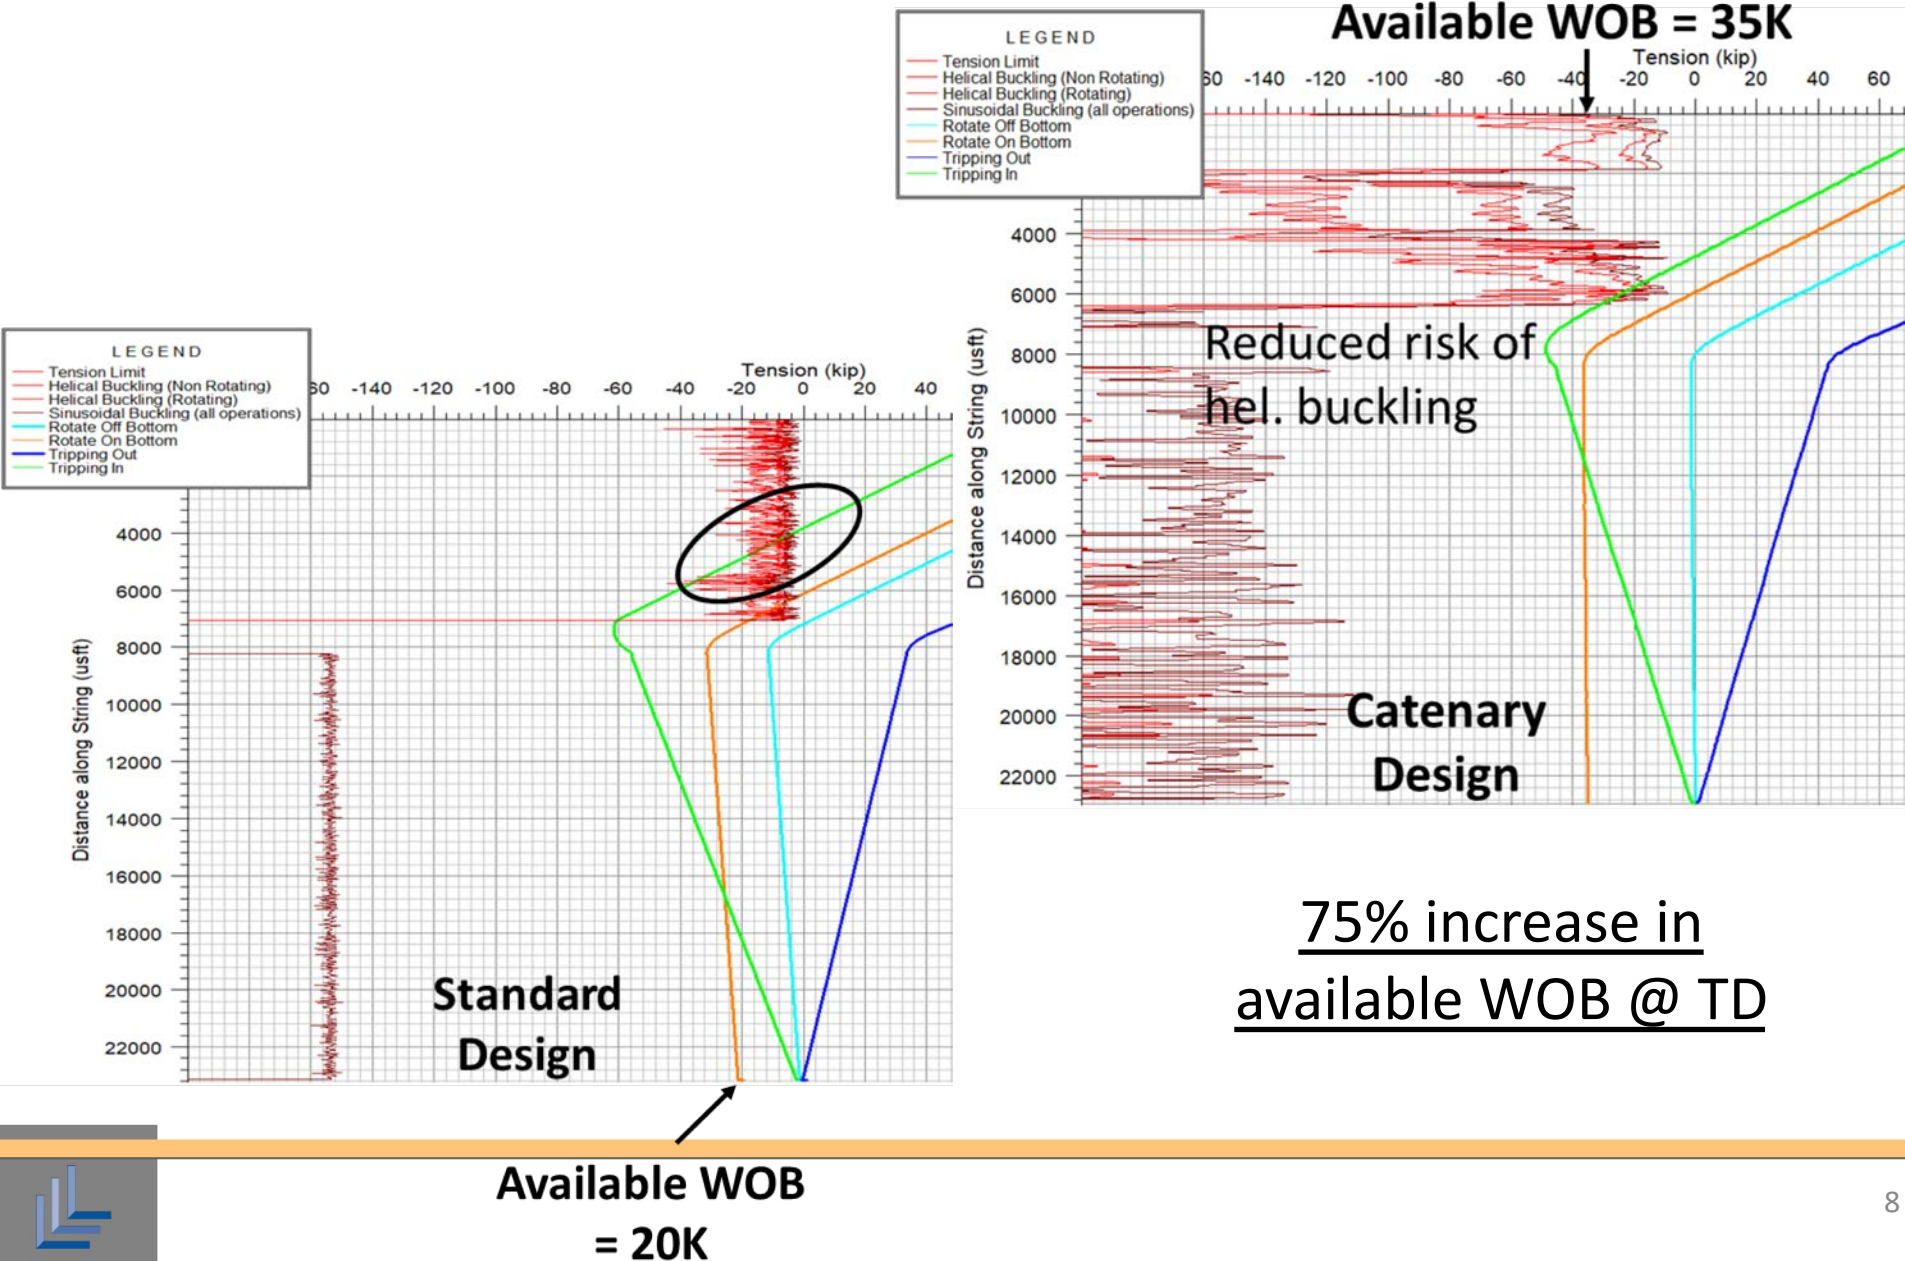 Available WOB = 35K
LEGEND
Tension Limit
Helical Buckling (Non Rotating)
Helical Buckling (Rotating)
Sinusoidal Buckling (all operations)
Rotate Off Bottom
Rotate On Bottom
Tripping Out
Tripping In
Tension (kip)
60 -140 -120 -100 -80 -60 -40 -20 0 20 40 60
Distance along String (usft)
4000
6000
8000
10000
12000
14000
16000
18000
20000
22000
Reduced risk of
hel. buckling
Catenary
Design
LEGEND
Tension Limit
Helical Buckling (Non Rotating)
Helical Buckling (Rotating)
Sinusoidal Buckling (all operations)
Rotate Off Bottom
Rotate On Bottom
Tripping Out
Tripping In
Tension (kip)
60 -140 -120 -100 -80 -60 -40 -20 0 20 40
Distance along String (usft)
4000
6000
8000
10000
12000
14000
16000
18000
20000
22000
Standard
Design
75% increase in
available WOB @ TD
Available WOB
= 20K
8